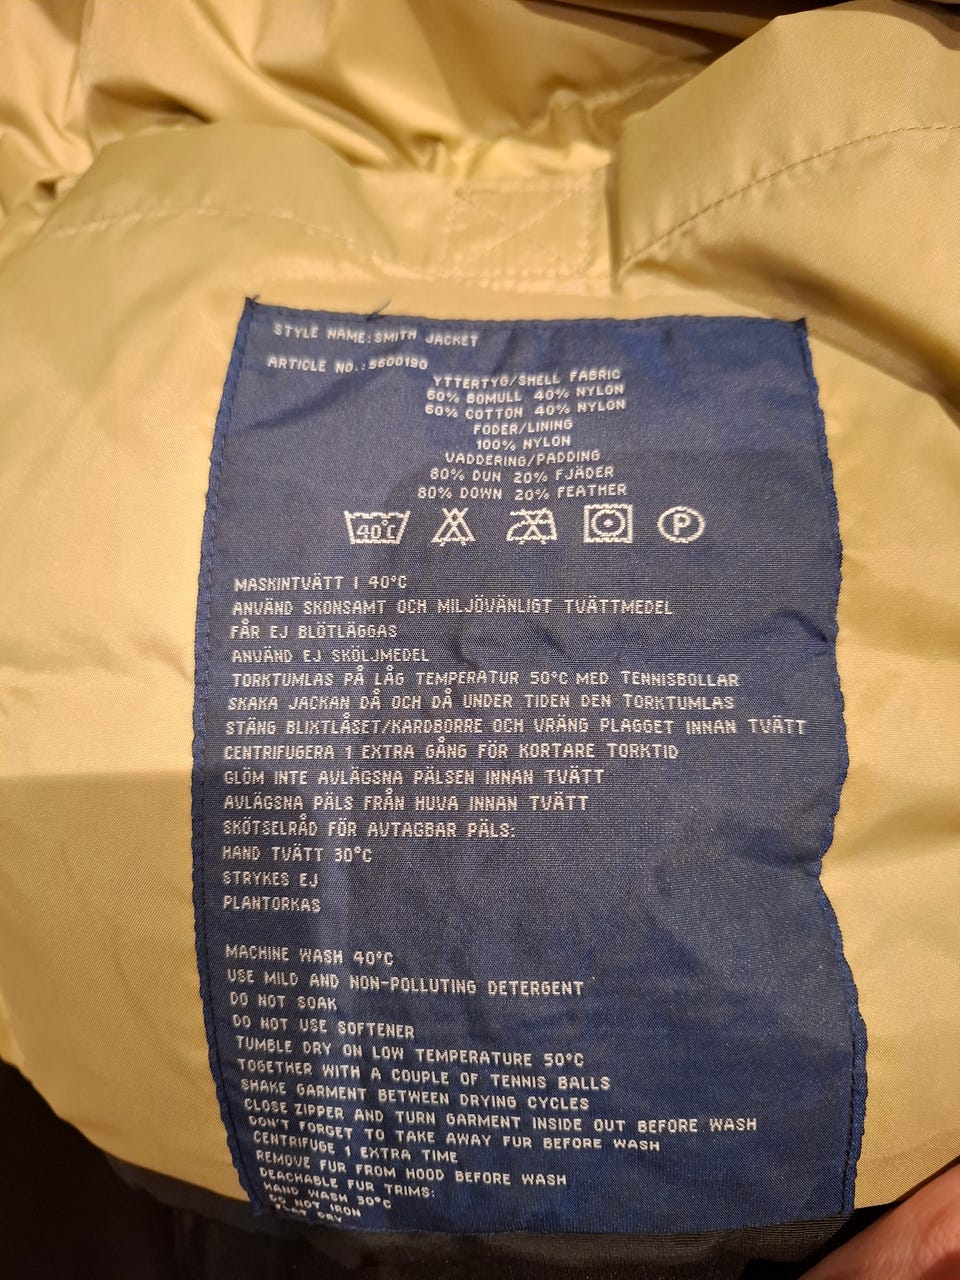 STYLE NAME:SMITH JACKET
ARTICLE NO.:5600190
YTTERTYG/SHELL FABRIC
60% BOMULL 40% NYLON
60% COTTON 40% NYLON
FODER/LINING
100% NYLON
VADDERING/PADDING
80% DUN 20% FJÄDER
80% DOWN 20% FEATHER
40°C P
MASKINTVÄTT I 40°C
ANVÄND SKONSAMT OCH MILJÖVÄNLIGT TVÄTTMEDEL
FÅR EJ BLÖTLÄGGAS
ANVÄND EJ SKÖLJMEDEL
TORKTUMLAS PÅ LÅG TEMPERATUR 50°C MED TENNISBOLLAR
SKAKA JACKAN DÅ OCH DÅ UNDER TIDEN DEN TORKTUMLAS
STÄNG BLIXTLÅSET/KARDBORRE OCH VRÄNG PLAGGET INNAN TVÄTT
CENTRIFUGERA 1 EXTRA GÅNG FÖR KORTARE TORKTID
GLÖM INTE AVLÄGSNA PÄLSEN INNAN TVÄTT
AVLÄGSNA PÄLS FRÅN HUVA INNAN TVÄTT
SKÖTSELRÅD FÖR AVTAGBAR PÄLS:
HAND TVÄTT 30°C
STRYKES EJ
PLANTORKAS
MACHINE WASH 40°C
USE MILD AND NON-POLLUTING DETERGENT
DO NOT SOAK
DO NOT USE SOFTENER
TUMBLE DRY ON LOW TEMPERATURE 50°C
TOGETHER WITH A COUPLE OF TENNIS BALLS
SHAKE GARMENT BETWEEN DRYING CYCLES
CLOSE ZIPPER AND TURN GARMENT INSIDE OUT BEFORE WASH
DON'T FORGET TO TAKE AWAY FUR BEFORE WASH
CENTRIFUGE 1 EXTRA TIME
REMOVE FUR FROM HOOD BEFORE WASH
DEACHABLE FUR TRIMS:
HAND WASH 30°C
DO NOT IRON
FLAT DRY